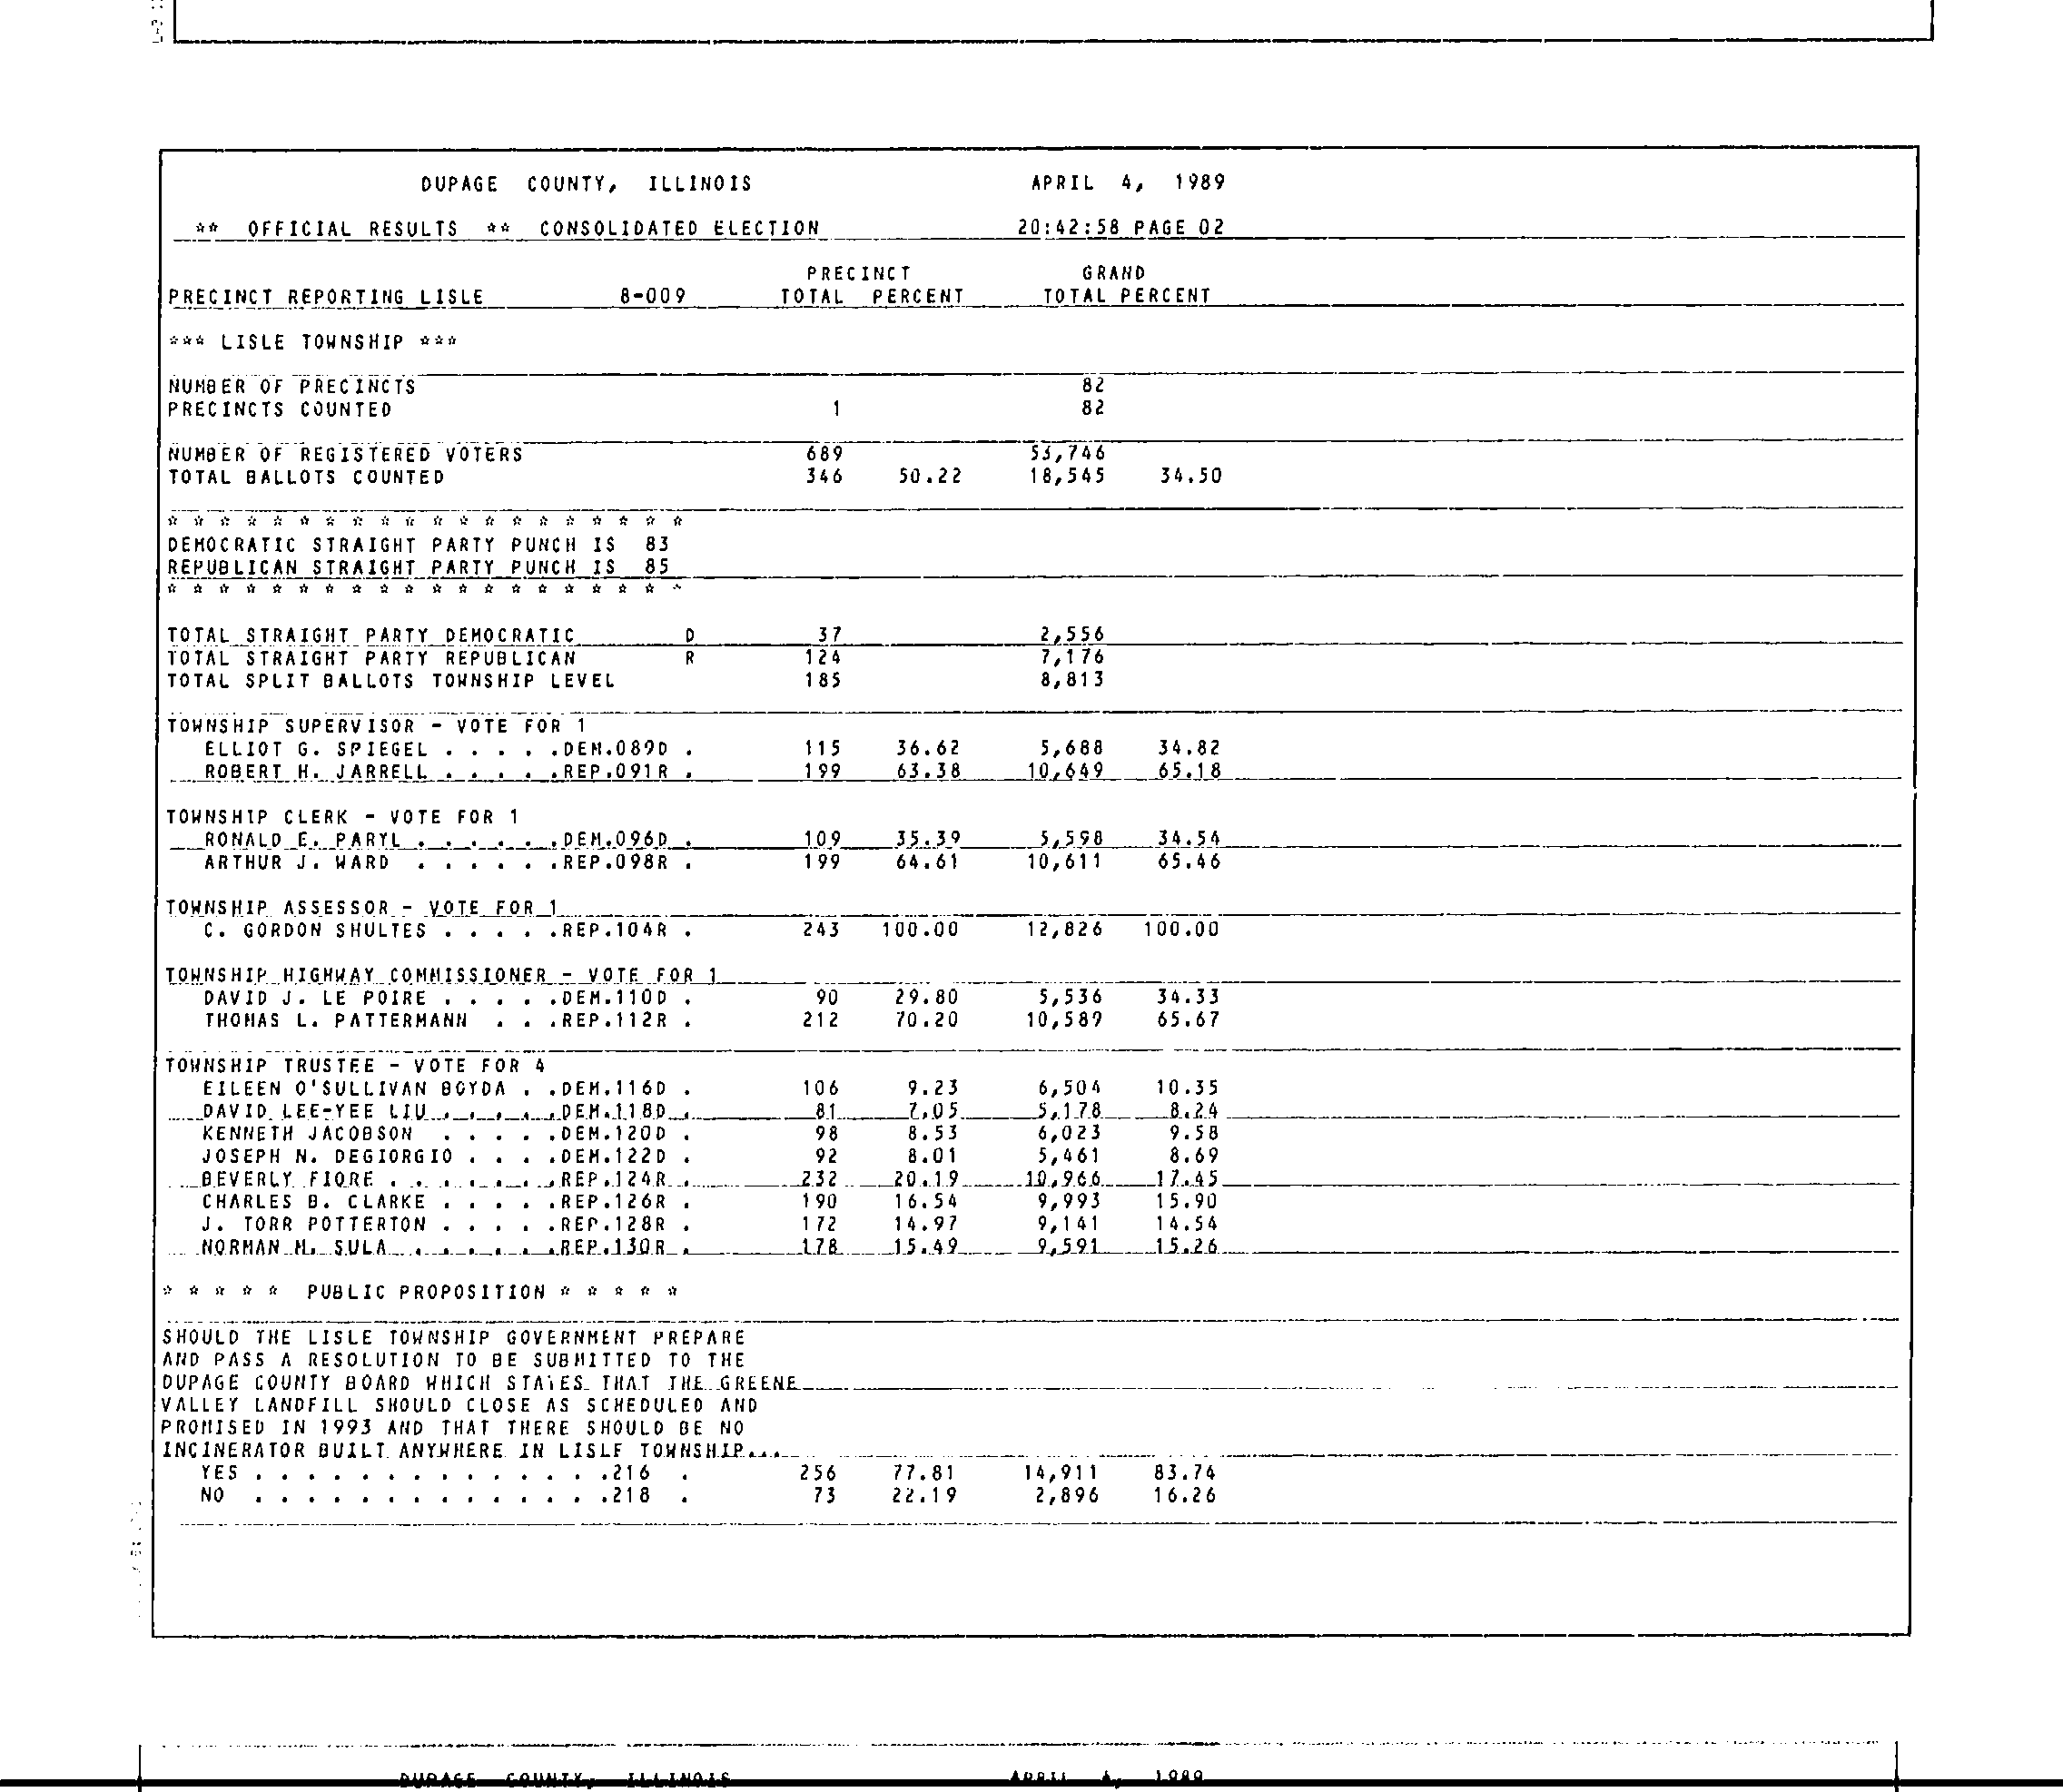 DUPAGE COUNTY, ILLINOIS APRIL 4, 1989
** OFFICIAL RESULTS ** CONSOLIDATED ELECTION 20:42:58 PAGE 02
PRECINCT GRAND
PRECINCT REPORTING LISLE 8-009 TOTAL PERCENT TOTAL PERCENT
*** LISLE TOWNSHIP ***
NUMBER OF PRECINCTS 82
PRECINCTS COUNTED 1 82
NUMBER OF REGISTERED VOTERS 689 53,746
TOTAL BALLOTS COUNTED 346 50.22 18,545 34.50
* * * * * * * * * * * * * * * * * * * *
DEMOCRATIC STRAIGHT PARTY PUNCH IS 83
REPUBLICAN STRAIGHT PARTY PUNCH IS 85
* * * * * * * * * * * * * * * * * * * *
TOTAL STRAIGHT PARTY DEMOCRATIC D 37 2,556
TOTAL STRAIGHT PARTY REPUBLICAN R 124 7,176
TOTAL SPLIT BALLOTS TOWNSHIP LEVEL 185 8,813
TOWNSHIP SUPERVISOR - VOTE FOR 1
ELLIOT G. SPIEGEL . . . . .DEM.089D . 115 36.62 5,688 34.82
ROBERT H. JARRELL . . . . .REP.091R . 199 63.38 10,649 65.18
TOWNSHIP CLERK - VOTE FOR 1
RONALD E. PARYL . . . . . .DEM.096D . 109 35.39 5,598 34.54
ARTHUR J. WARD . . . . . .REP.098R . 199 64.61 10,611 65.46
TOWNSHIP ASSESSOR - VOTE FOR 1
C. GORDON SHULTES . . . . .REP.104R . 243 100.00 12,826 100.00
TOWNSHIP HIGHWAY COMMISSIONER - VOTE FOR 1
DAVID J. LE POIRE . . . . .DEM.110D . 90 29.80 5,536 34.33
THOMAS L. PATTERMANN . . .REP.112R . 212 70.20 10,589 65.67
TOWNSHIP TRUSTEE - VOTE FOR 4
EILEEN O'SULLIVAN BOYDA . .DEM.116D . 106 9.23 6,504 10.35
DAVID LEE-YEE LIU . . . . .DEM.118D . 81 7.05 5,178 8.24
KENNETH JACOBSON . . . . .DEM.120D . 98 8.53 6,023 9.58
JOSEPH N. DEGIORGIO . . . .DEM.122D . 92 8.01 5,461 8.69
BEVERLY FIORE . . . . . . .REP.124R . 232 20.19 10,966 17.45
CHARLES B. CLARKE . . . . .REP.126R . 190 16.54 9,993 15.90
J. TORR POTTERTON . . . . .REP.128R . 172 14.97 9,141 14.54
NORMAN M. SULA . . . . . .REP.130R . 178 15.49 9,591 15.26
* * * * * PUBLIC PROPOSITION * * * * *
SHOULD THE LISLE TOWNSHIP GOVERNMENT PREPARE
AND PASS A RESOLUTION TO BE SUBMITTED TO THE
DUPAGE COUNTY BOARD WHICH STATES THAT THE GREENE
VALLEY LANDFILL SHOULD CLOSE AS SCHEDULED AND
PROMISED IN 1993 AND THAT THERE SHOULD BE NO
INCINERATOR BUILT ANYWHERE IN LISLE TOWNSHIP...
YES . . . . . . . . . . . . . .216 . 256 77.81 14,911 83.74
NO . . . . . . . . . . . . . .218 . 73 22.19 2,896 16.26
DUPAGE COUNTY, ILLINOIS APRIL 4, 1989